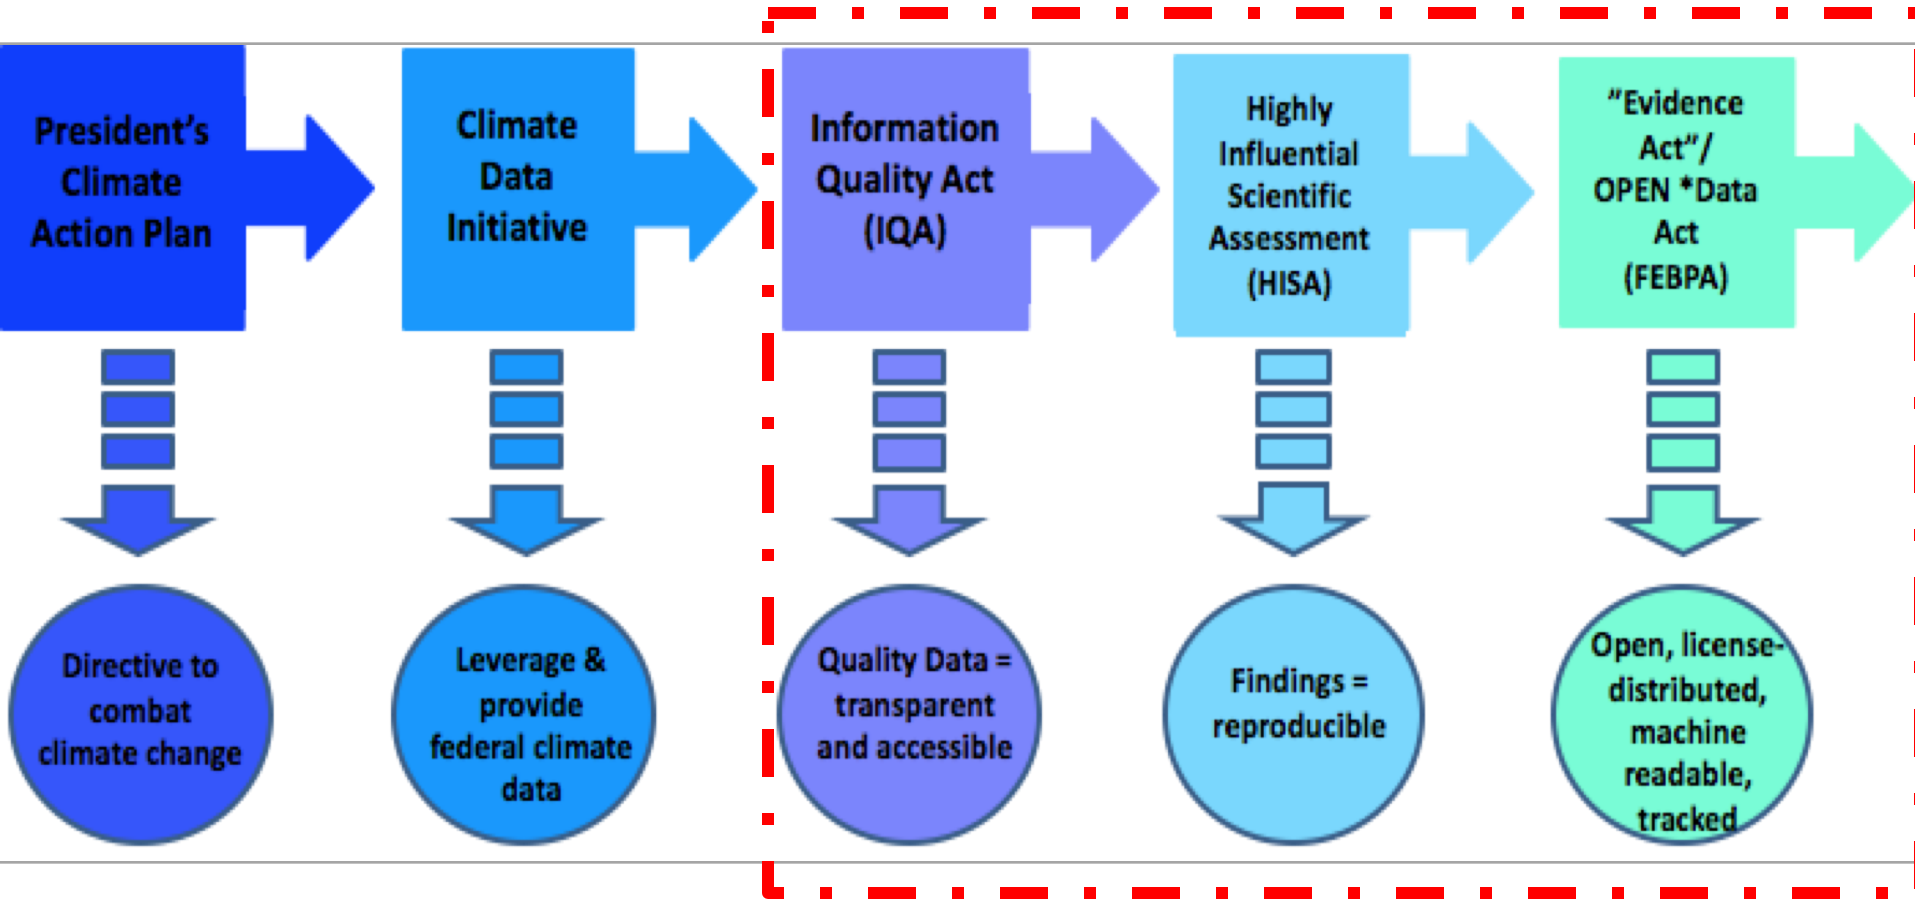 President's
Climate
Action Plan
Climate
Data
Initiative
Information
Quality Act
(IQA)
Highly
Influential
Scientific
Assessment
(HISA)
”Evidence
Act”/
OPEN *Data
Act
(FEBPA)
Directive to
combat
climate change
Leverage &
provide
federal climate
data
Quality Data =
transparent
and accessible
Findings =
reproducible
Open, license-
distributed,
machine
readable,
tracked